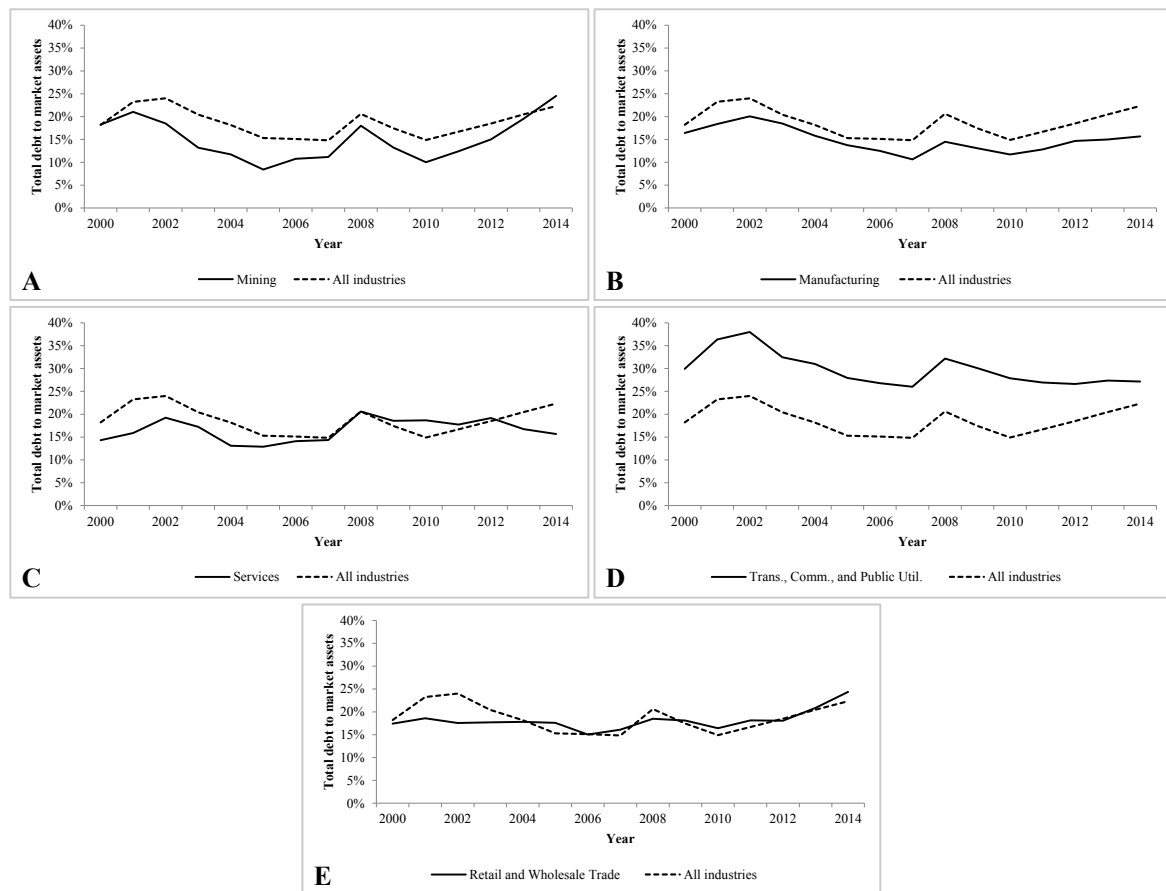 40%
35%
30%
25%
20%
15%
10%
5%
0%
Total debt to market assets
2000 2002 2004 2006 2008 2010 2012 2014
Year
Mining All industries
A
40%
35%
30%
25%
20%
15%
10%
5%
0%
Total debt to market assets
2000 2002 2004 2006 2008 2010 2012 2014
Year
Manufacturing All industries
B
40%
35%
30%
25%
20%
15%
10%
5%
0%
Total debt to market assets
2000 2002 2004 2006 2008 2010 2012 2014
Year
Services All industries
C
40%
35%
30%
25%
20%
15%
10%
5%
0%
Total debt to market assets
2000 2002 2004 2006 2008 2010 2012 2014
Year
Trans., Comm., and Public Util. All industries
D
40%
35%
30%
25%
20%
15%
10%
5%
0%
Total debt to market assets
2000 2002 2004 2006 2008 2010 2012 2014
Year
Retail and Wholesale Trade All industries
E